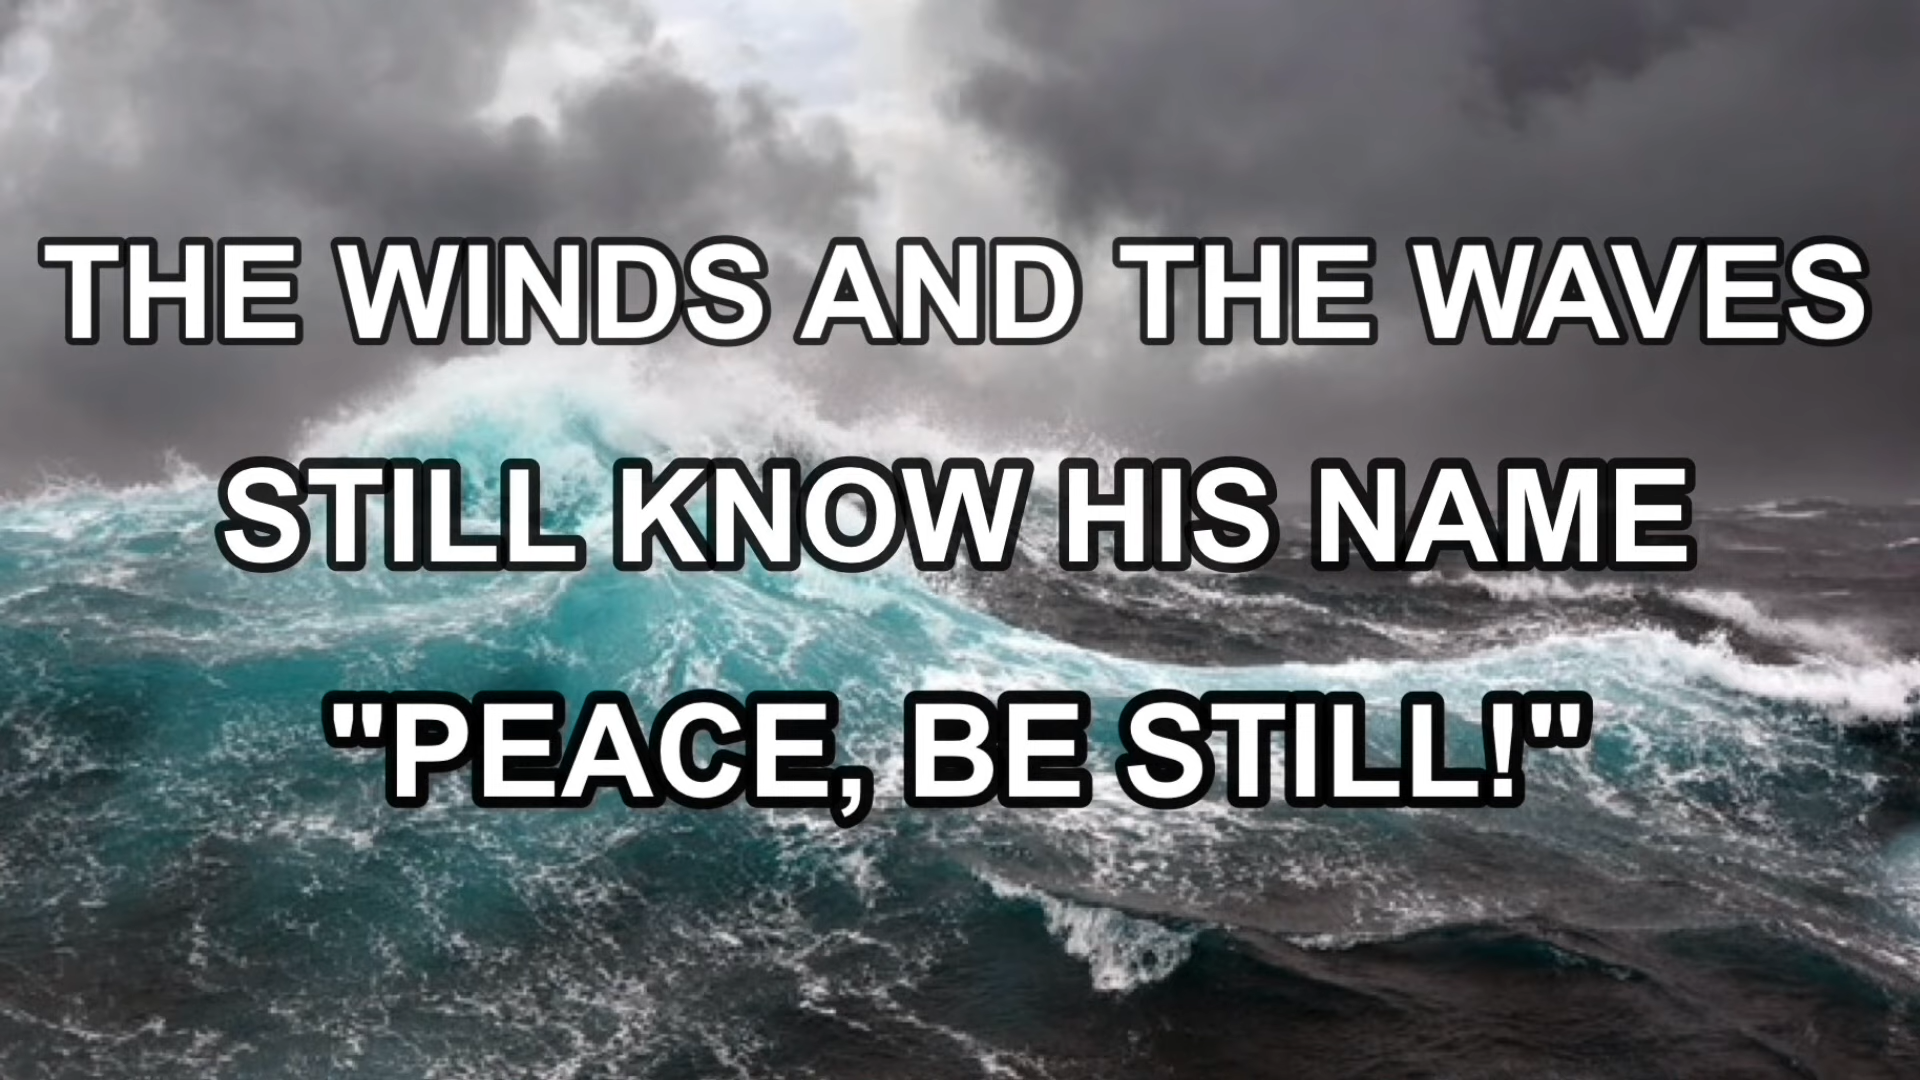 THE WINDS AND THE WAVES
STILL KNOW HIS NAME
"PEACE, BE STILL!"